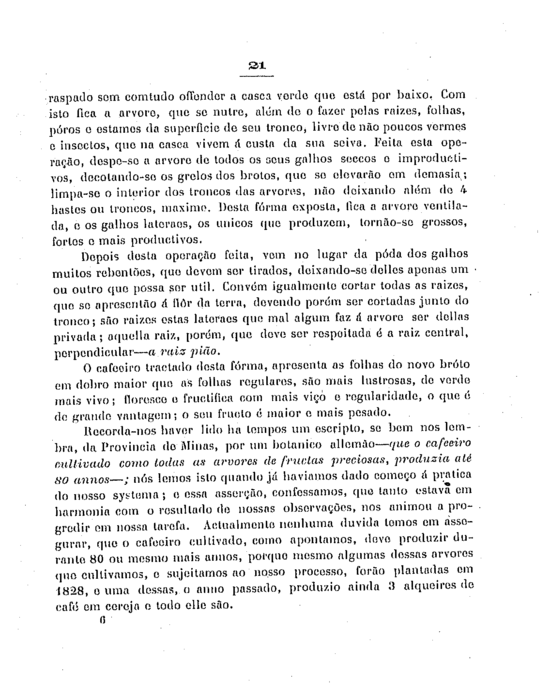 21
raspado sem comtudo offender a casca verde que está por baixo. Com
isto fica a arvore, que se nutre, além de o fazer pelas raizes, folhas,
póros e estames da superficie de seu tronco, livre de não poucos vermes
e insectos, que na casca vivem á custa da sua seiva. Feita esta ope-
ração, despe-se a arvore de todos os seus galhos seccos e improducti-
vos, decotando-se os grelos dos brotos, que se elevarão em demasia;
limpa-se o interior dos troncos das arvores, não deixando além de 4
hastes ou troncos, maxime. Desta fórma exposta, fica a arvore ventila-
da, e os galhos lateraes, os unicos que produzem, tornão-se grossos,
fortes e mais productivos.
Depois desta operação feita, vem no lugar da póda dos galhos
muitos rebentões, que devem ser tirados, deixando-se delles apenas um
ou outro que possa ser util. Convém igualmente cortar todas as raizes,
que se apresentão á flôr da terra, devendo porém ser cortadas junto do
tronco; são raizes estas lateraes que mal algum faz á arvore ser dellas
privada; aquella raiz, porém, que deve ser respeitada é a raiz central,
perpendicular—a raiz pião.
O cafeeiro tractado desta fórma, apresenta as folhas do novo bróto
em dobro maior que as folhas regulares, são mais lustrosas, de verde
mais vivo; floresce e fructifica com mais viço e regularidade, o que é
de grande vantagem; o seu fructo é maior e mais pesado.
Recorda-nos haver lido ha tempos um escripto, se bem nos lem-
bra, da Provincia de Minas, por um botanico allemão—que o cafeeiro
cultivado como todas as arvores de fructas preciosas, produzia até
80 annos—; nós lemos isto quando já haviamos dado começo á pratica
do nosso systema; e essa asserção, confessamos, que tanto estava em
harmonia com o resultado de nossas observações, nos animou a pro-
gredir em nossa tarefa. Actualmente nenhuma duvida temos em asse-
gurar, que o cafeeiro cultivado, como apontamos, deve produzir du-
rante 80 ou mesmo mais annos, porque mesmo algumas dessas arvores
que cultivamos, e sujeitamos ao nosso processo, forão plantadas em
1828, e uma dessas, o anno passado, produzio ainda 3 alqueires de
café em cereja e todo elle são.
6